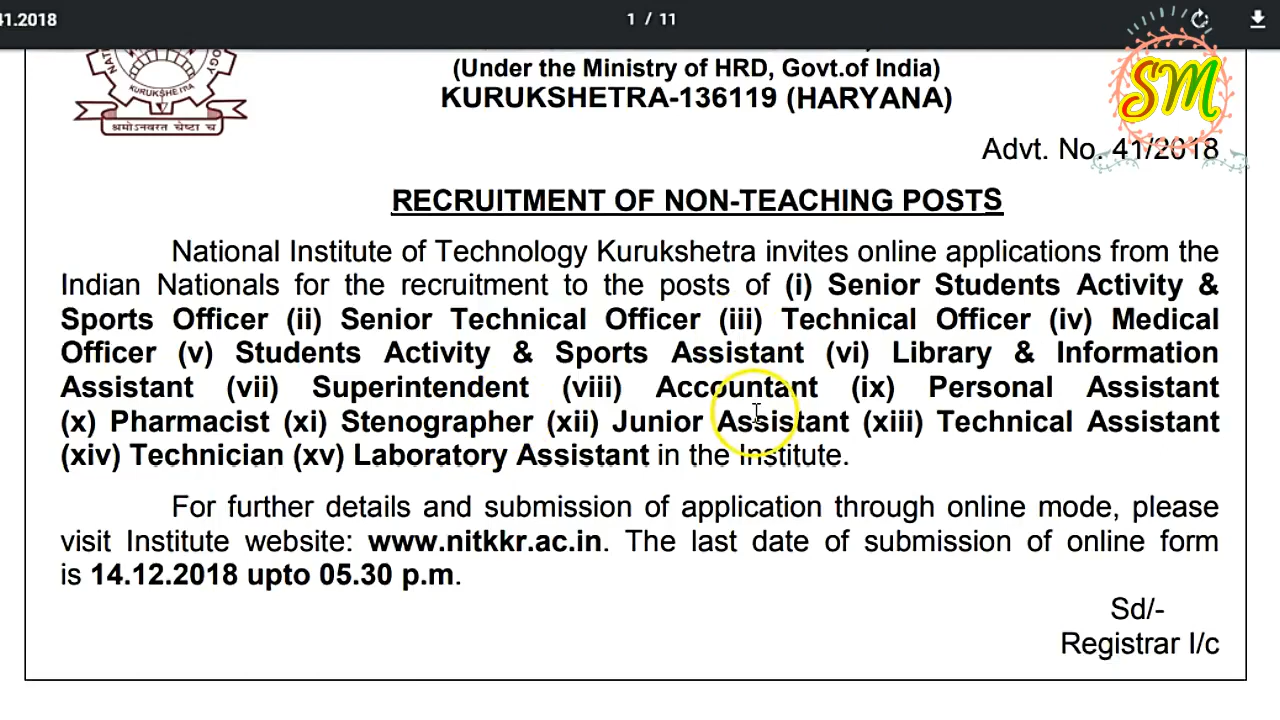 41.2018
1 / 11
(Under the Ministry of HRD, Govt.of India)
KURUKSHETRA-136119 (HARYANA)
KURUKSHETRA
श्रमोऽनवरत चेष्टा च
SM
Advt. No. 41/2018
RECRUITMENT OF NON-TEACHING POSTS
National Institute of Technology Kurukshetra invites online applications from the
Indian Nationals for the recruitment to the posts of (i) Senior Students Activity &
Sports Officer (ii) Senior Technical Officer (iii) Technical Officer (iv) Medical
Officer (v) Students Activity & Sports Assistant (vi) Library & Information
Assistant (vii) Superintendent (viii) Accountant (ix) Personal Assistant
(x) Pharmacist (xi) Stenographer (xii) Junior Assistant (xiii) Technical Assistant
(xiv) Technician (xv) Laboratory Assistant in the Institute.
For further details and submission of application through online mode, please
visit Institute website: www.nitkkr.ac.in. The last date of submission of online form
is 14.12.2018 upto 05.30 p.m.
Sd/-
Registrar I/c